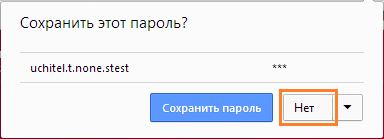 Сохранить этот пароль?
uchitel.t.none.stest ***
Сохранить пароль Нет